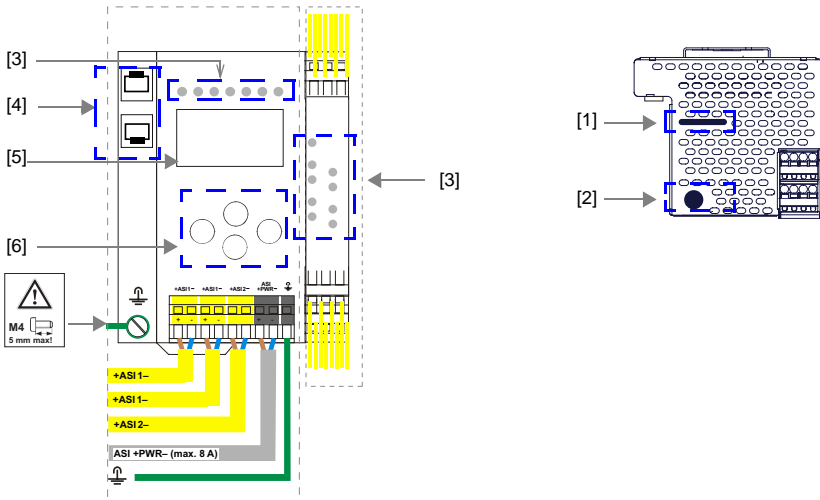 [3]
[4]
[5]
[6]
[3]
[1]
[2]
M4
5 mm max!
+ASI1– +ASI1– +ASI2– ASI +PWR–
+ - + - + -
+ASI1–
+ASI1–
+ASI2–
ASI +PWR– (max. 8 A)